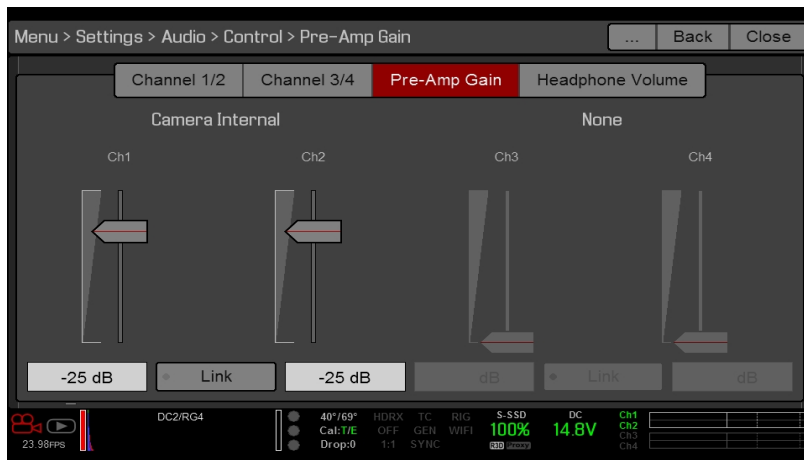 Menu > Settings > Audio > Control > Pre-Amp Gain ... Back Close
Channel 1/2 Channel 3/4 Pre-Amp Gain Headphone Volume
Camera Internal None
Ch1 Ch2 Ch3 Ch4
-25 dB Link -25 dB dB Link dB
DC2/RG4 40°/69° HDRX TC RIG S-SSD DC Ch1
Cal:T/E OFF GEN WIFI 100% 14.8V Ch2
23.98FPS Drop:0 1:1 SYNC R3D Proxy Ch3
Ch4